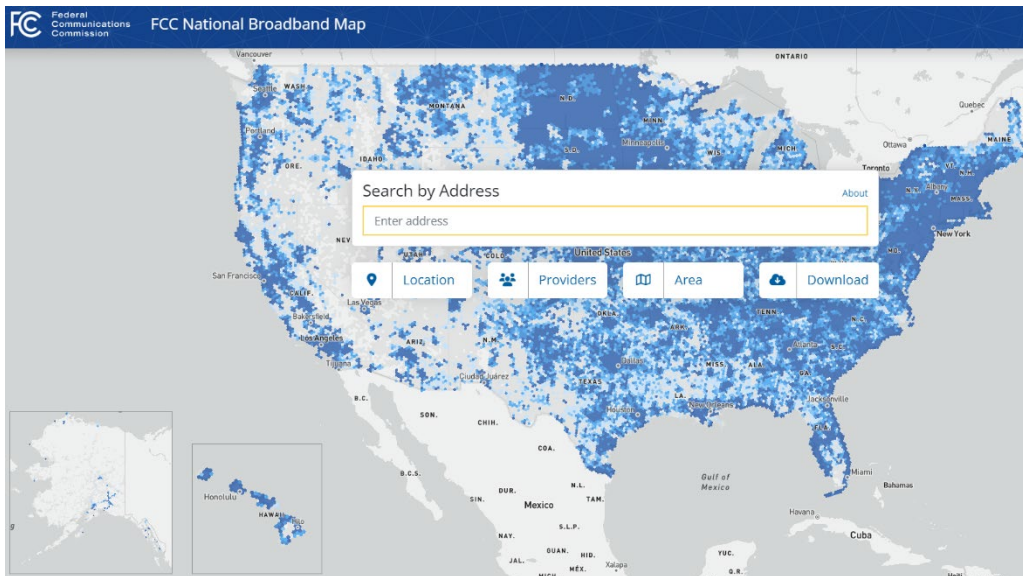 Federal
Communications
Commission
FCC National Broadband Map
Vancouver
ONTARIO
Seattle
WASH.
MONTANA
N.D.
Quebec
Portland
MINN.
Minneapolis
Ottawa
MAINE
S.D.
WIS.
MICH.
ORE.
IDAHO
Toronto
VT.
N.H.
Search by Address
About
N.Y.
Albany
MASS.
Enter address
New York
NEV
UTAH
COLO.
United States
San Francisco
Location
Providers
Area
Download
CALIF.
Las Vegas
Bakersfield
OKLA.
TENN.
N.C.
Los Angeles
ARIZ.
N.M.
ARK.
Atlanta
S.C.
Tijuana
Dallas
MISS.
ALA.
GA.
Ciudad Juárez
TEXAS
B.C.
LA.
Jacksonville
SON.
Houston
New Orleans
CHIH.
FLA.
COA.
B.C.S.
Gulf of
Mexico
Miami
Bahamas
Honolulu
HAWAII
Hilo
DUR.
N.L.
SIN.
TAM.
Mexico
Havana
Cuba
NAY.
S.L.P.
GUAN.
HID.
YUC.
JAL.
MÉX.
Xalapa
MICH.
Q.R.